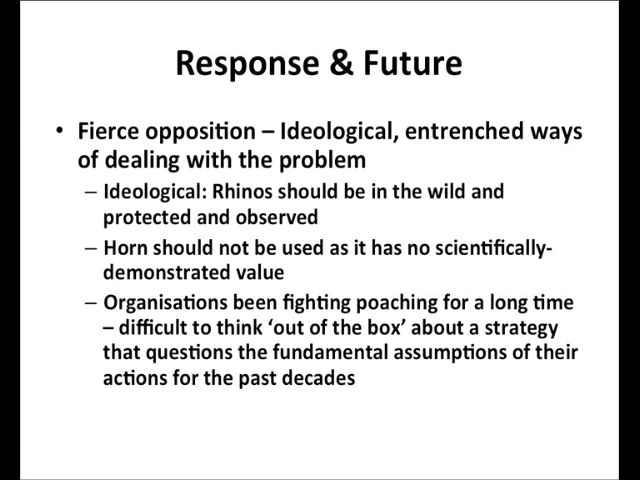 Response & Future
• Fierce opposition – Ideological, entrenched ways
of dealing with the problem
– Ideological: Rhinos should be in the wild and
protected and observed
– Horn should not be used as it has no scientifically-
demonstrated value
– Organisations been fighting poaching for a long time
– difficult to think ‘out of the box’ about a strategy
that questions the fundamental assumptions of their
actions for the past decades